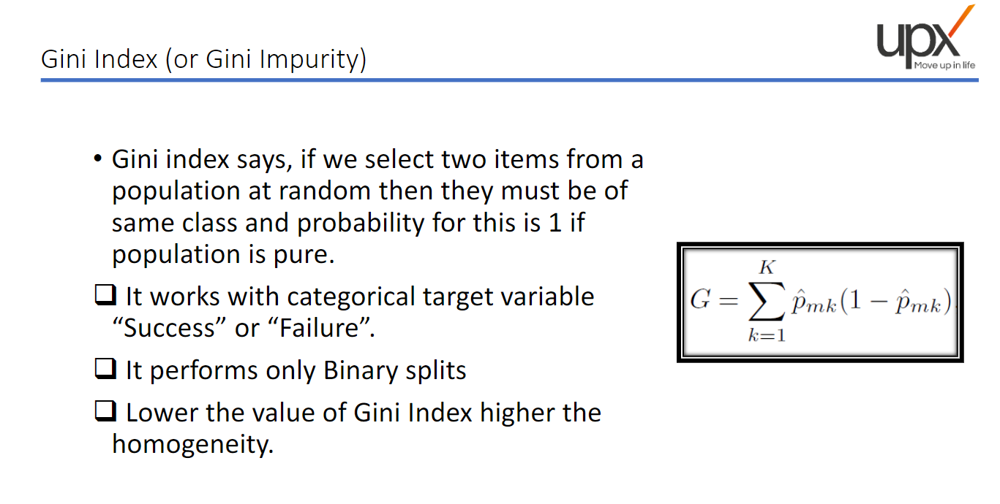 upx
Move up in life
Gini Index (or Gini Impurity)
• Gini index says, if we select two items from a
population at random then they must be of
same class and probability for this is 1 if
population is pure.
❑ It works with categorical target variable
“Success” or “Failure”.
❑ It performs only Binary splits
❑ Lower the value of Gini Index higher the
homogeneity.
K
G = ∑ p̂mk(1 − p̂mk).
k=1